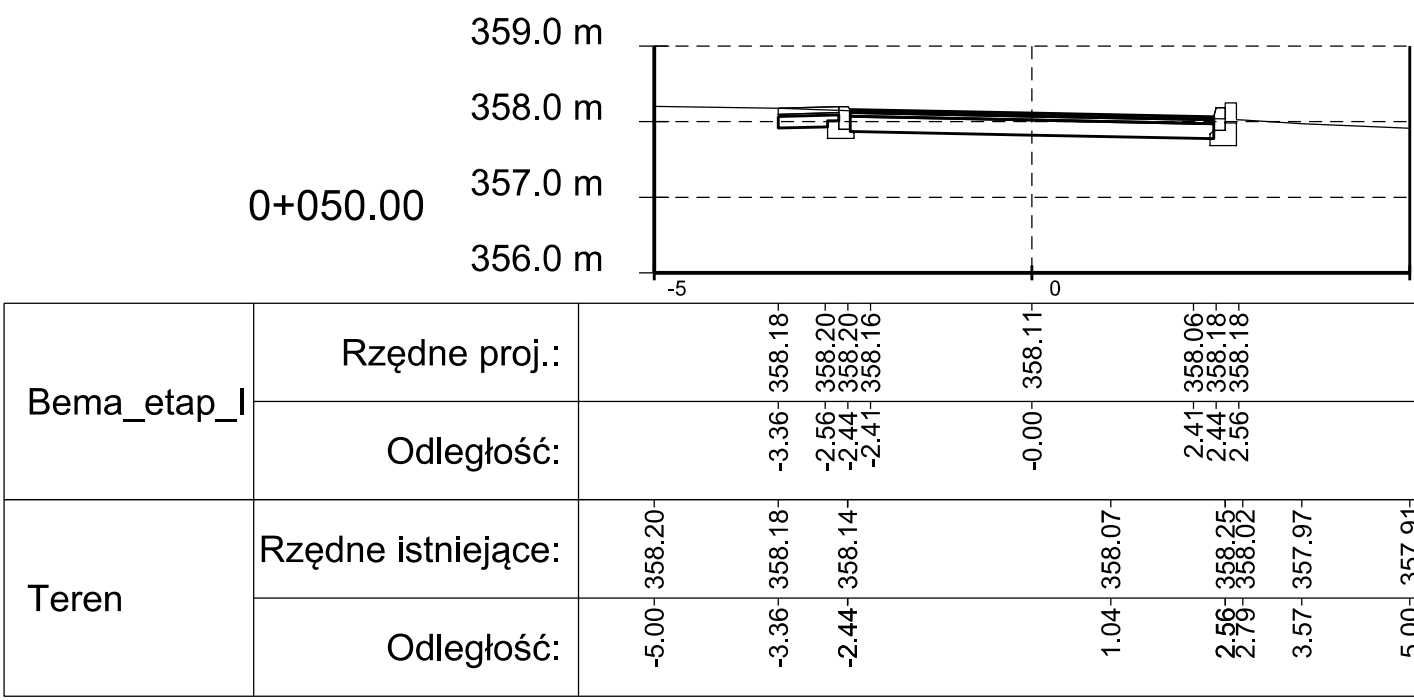 359.0 m
358.0 m
0+050.00
357.0 m
356.0 m
-5 0
Bema_etap_I
Rzędne proj.:
358.18 358.20 358.20 358.16 358.11 358.06 358.18 358.18
Odległość:
-3.36 -2.56 -2.44 -2.41 -0.00 2.41 2.44 2.56
Teren
Rzędne istniejące:
358.20 358.18 358.14 358.07 358.25 358.02 357.97 357.91
Odległość:
-5.00 -3.36 -2.44 1.04 2.56 2.79 3.57 5.00